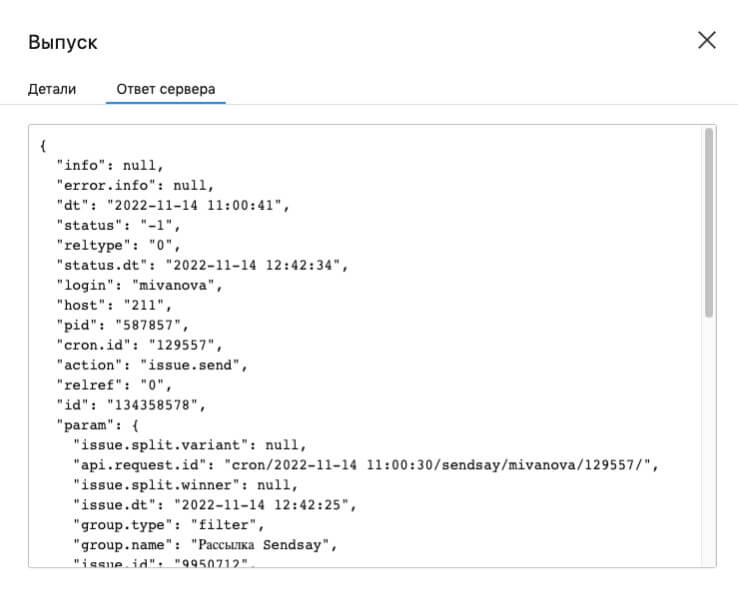 Выпуск
Детали Ответ сервера
{
"info": null,
"error.info": null,
"dt": "2022-11-14 11:00:41",
"status": "-1",
"reltype": "0",
"status.dt": "2022-11-14 12:42:34",
"login": "mivanova",
"host": "211",
"pid": "587857",
"cron.id": "129557",
"action": "issue.send",
"relref": "0",
"id": "134358578",
"param": {
"issue.split.variant": null,
"api.request.id": "cron/2022-11-14 11:00:30/sendsay/mivanova/129557/",
"issue.split.winner": null,
"issue.dt": "2022-11-14 12:42:25",
"group.type": "filter",
"group.name": "Рассылка Sendsay",
"issue.id": "9950712",